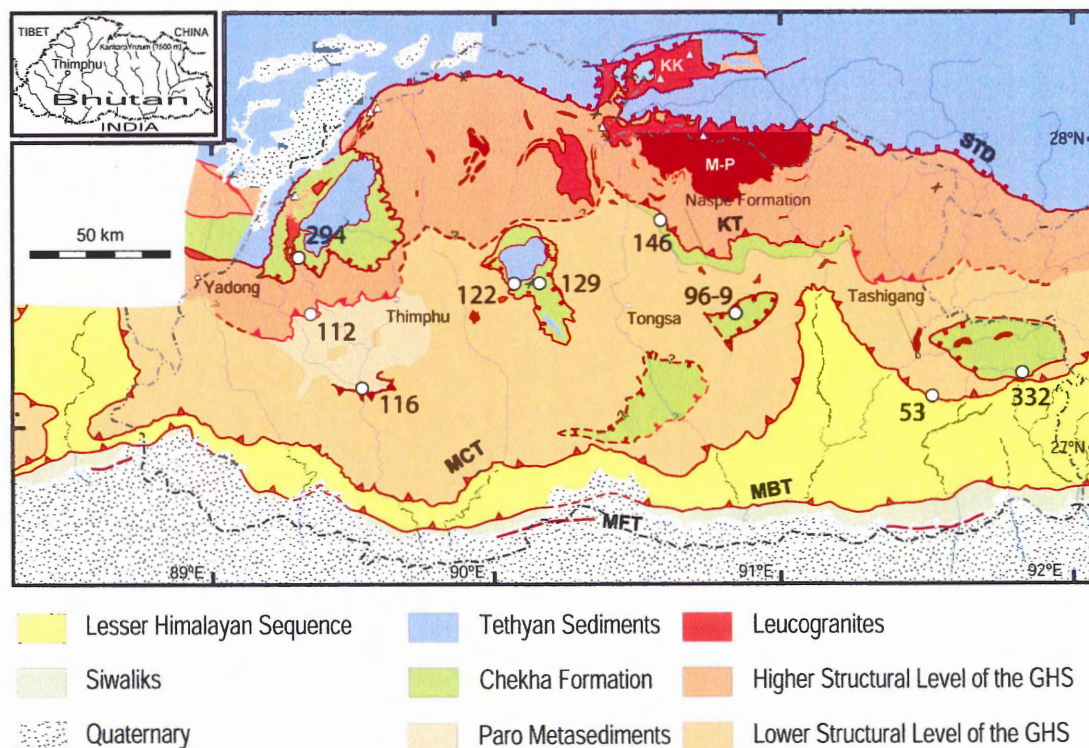 TIBET
CHINA
KankarPynzum (7500 m)
Thimphu
Bhutan
INDIA
KK
28°N
STD
M-P
Naspe Formation
KT
50 km
294
146
Yadong
122
129
96-9
Tashigang
112
Thimphu
Tongsa
116
53
332
27°N
MCT
MBT
MFT
89°E
90°E
91°E
92°E
Lesser Himalayan Sequence
Tethyan Sediments
Leucogranites
Siwaliks
Chekha Formation
Higher Structural Level of the GHS
Quaternary
Paro Metasediments
Lower Structural Level of the GHS